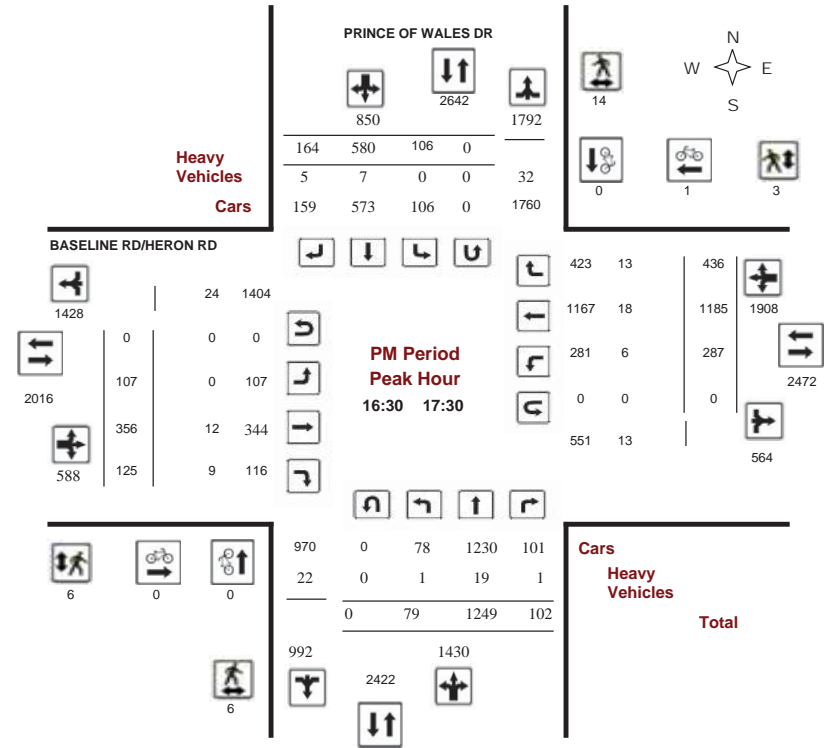 PRINCE OF WALES DR
N
W E
S
2642
14
850 1792
164 580 106 0
Heavy
Vehicles
5 7 0 0 32
Cars
159 573 106 0 1760
0 1 3
BASELINE RD/HERON RD
1428
24 1404
423 13 436
1908
0 0 0
1167 18 1185
2016
107 0 107
281 6 287
2472
PM Period
Peak Hour
16:30 17:30
356 12 344
0 0 0
588
125 9 116
551 13
564
970 0 78 1230 101
Cars
22 0 1 19 1
Heavy
Vehicles
6 0 0
0 79 1249 102
Total
992 2422 1430
6